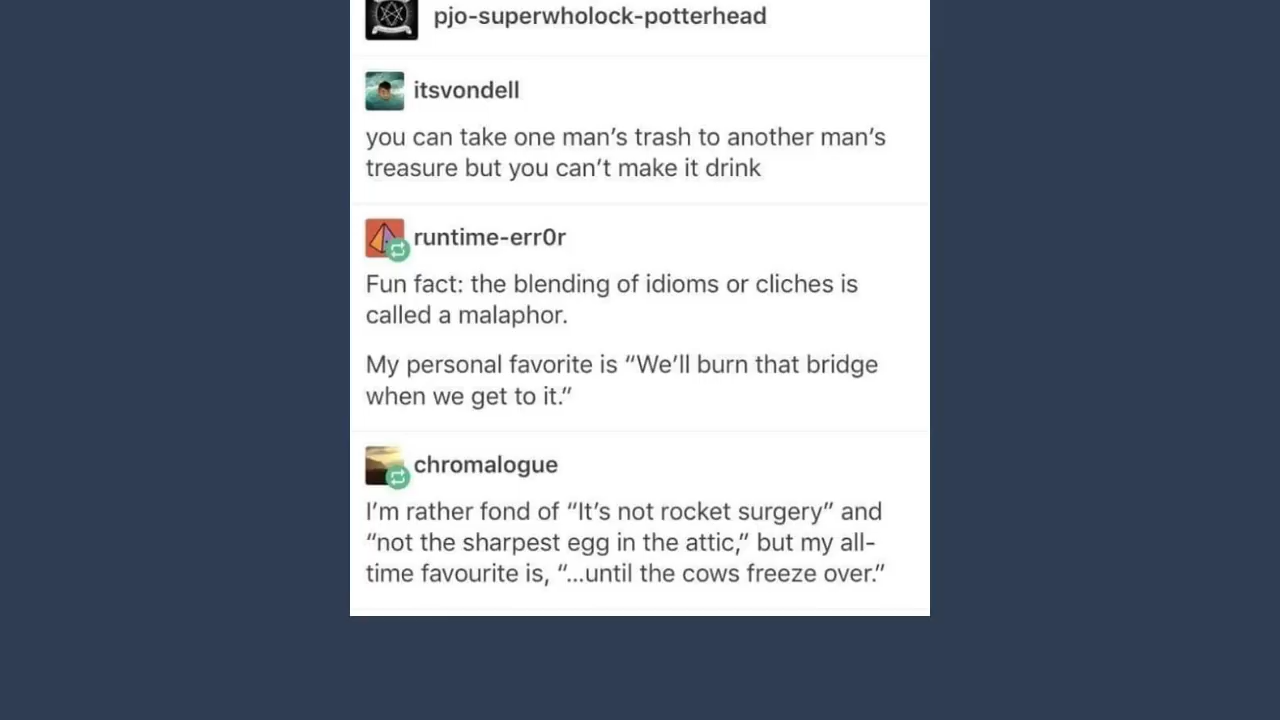 pjo-superwholock-potterhead
itsvondell
you can take one man’s trash to another man’s
treasure but you can’t make it drink
runtime-err0r
Fun fact: the blending of idioms or cliches is
called a malaphor.
My personal favorite is “We’ll burn that bridge
when we get to it.”
chromalogue
I’m rather fond of “It’s not rocket surgery” and
“not the sharpest egg in the attic,” but my all-
time favourite is, “...until the cows freeze over.”